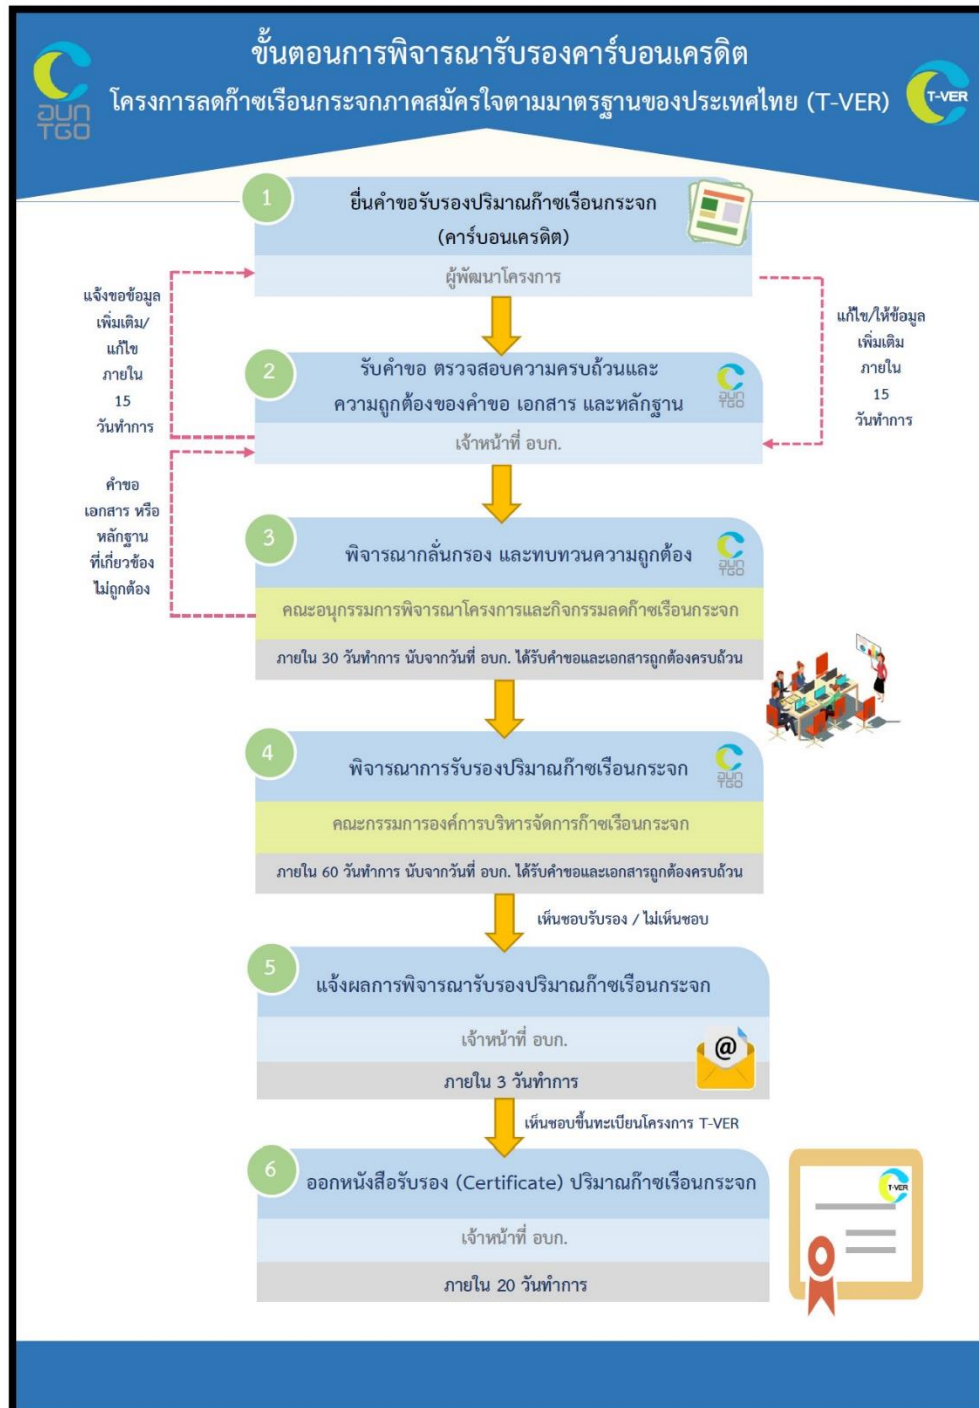 ขั้นตอนการพิจารณารับรองคาร์บอนเครดิต
โครงการลดก๊าซเรือนกระจกภาคสมัครใจตามมาตรฐานของประเทศไทย (T-VER)
อบก
TGO
T-VER
1
ยื่นคำขอรับรองปริมาณก๊าซเรือนกระจก
(คาร์บอนเครดิต)
ผู้พัฒนาโครงการ
แจ้งขอข้อมูล
เพิ่มเติม/
แก้ไข
ภายใน
15
วันทำการ
แก้ไข/ให้ข้อมูล
เพิ่มเติม
ภายใน
15
วันทำการ
2
รับคำขอ ตรวจสอบความครบถ้วนและ
ความถูกต้องของคำขอ เอกสาร และหลักฐาน
อบก
TGO
เจ้าหน้าที่ อบก.
คำขอ
เอกสาร หรือ
หลักฐาน
ที่เกี่ยวข้อง
ไม่ถูกต้อง
3
พิจารณากลั่นกรอง และทบทวนความถูกต้อง
อบก
TGO
คณะอนุกรรมการพิจารณาโครงการและกิจกรรมลดก๊าซเรือนกระจก
ภายใน 30 วันทำการ นับจากวันที่ อบก. ได้รับคำขอและเอกสารถูกต้องครบถ้วน
4
พิจารณาการรับรองปริมาณก๊าซเรือนกระจก
อบก
TGO
คณะกรรมการองค์การบริหารจัดการก๊าซเรือนกระจก
ภายใน 60 วันทำการ นับจากวันที่ อบก. ได้รับคำขอและเอกสารถูกต้องครบถ้วน
เห็นชอบรับรอง / ไม่เห็นชอบ
5
แจ้งผลการพิจารณารับรองปริมาณก๊าซเรือนกระจก
เจ้าหน้าที่ อบก.
@
ภายใน 3 วันทำการ
เห็นชอบขึ้นทะเบียนโครงการ T-VER
6
ออกหนังสือรับรอง (Certificate) ปริมาณก๊าซเรือนกระจก
เจ้าหน้าที่ อบก.
ภายใน 20 วันทำการ
T-VER